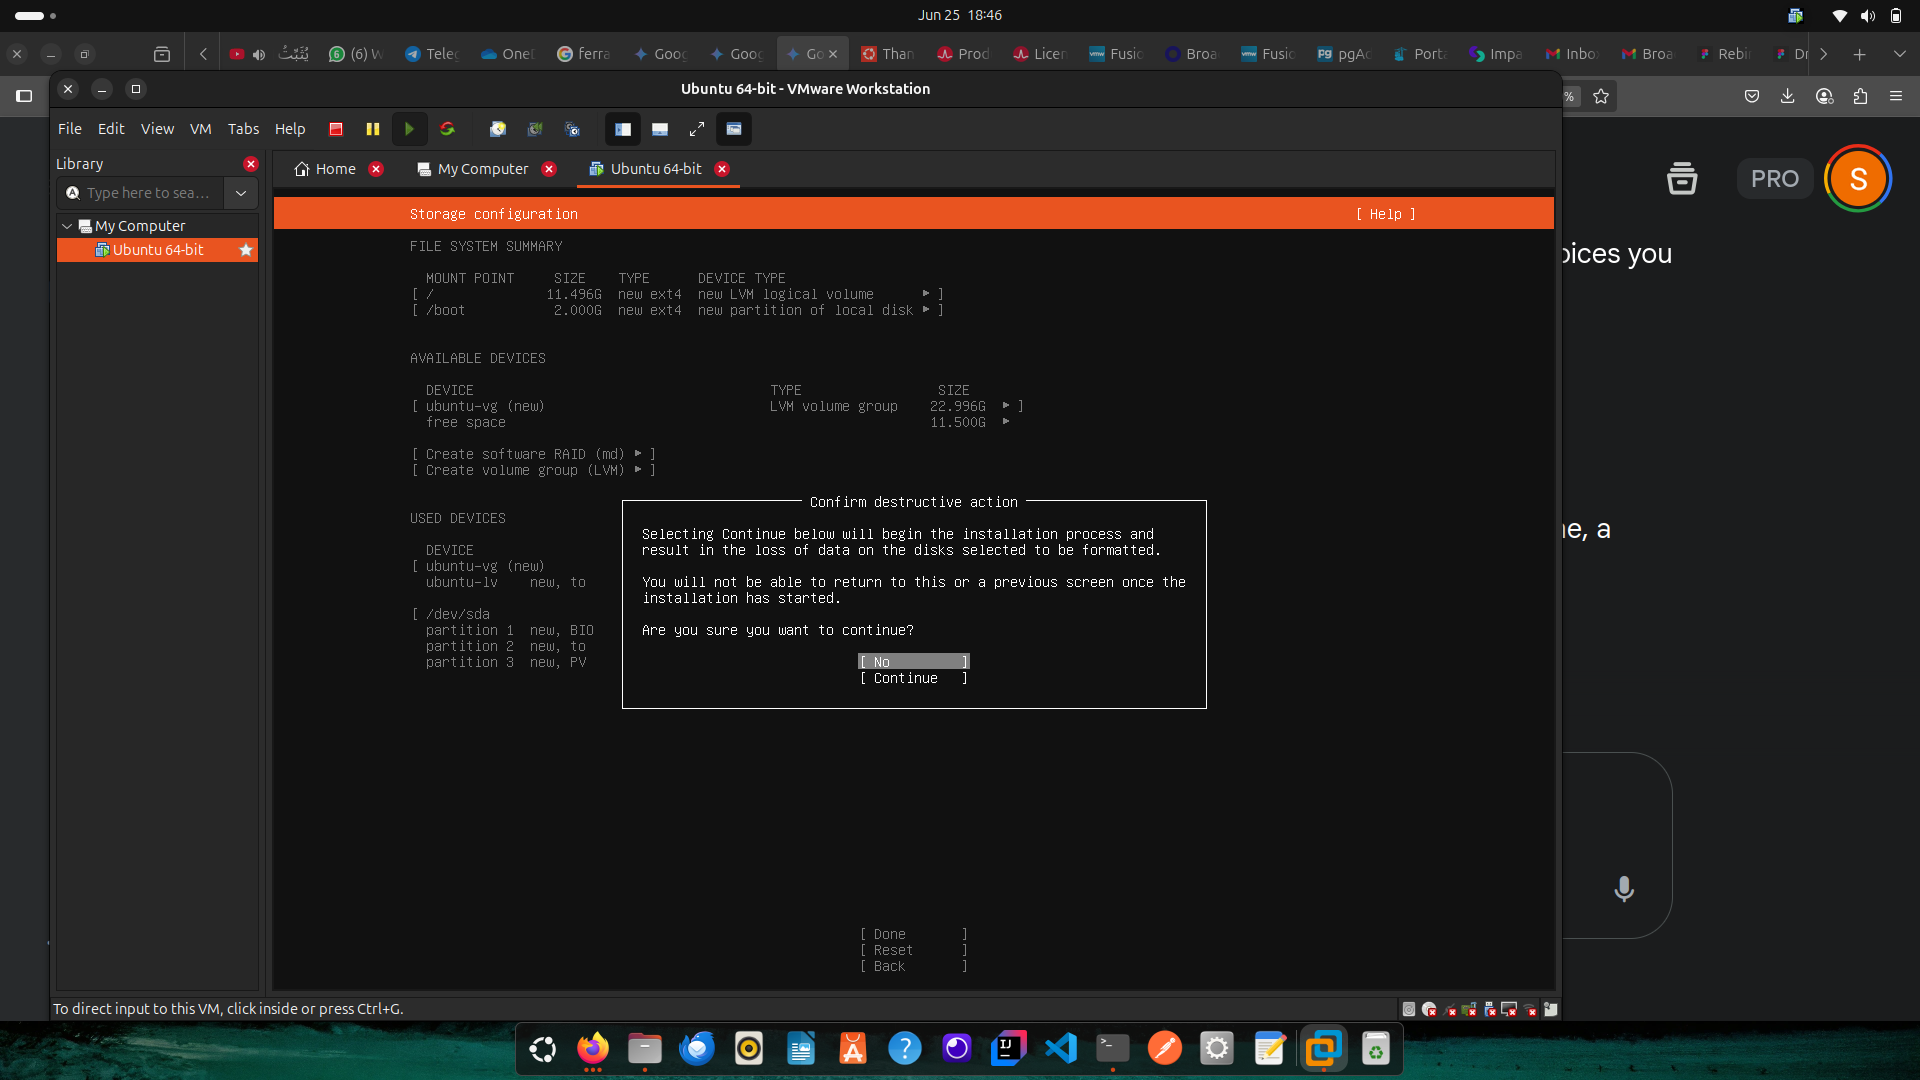 Jun 25 18:46
(6) W
Teleg
OneD
ferra
Goog
Goog
Go
Than
Prod
Licen
Fusio
Broa
Fusio
pgAd
Porta
Impa
Inbo
Broa
Rebi
Dr
Ubuntu 64-bit - VMware Workstation
%
File Edit View VM Tabs Help
Library
Type here to sea...
My Computer
Ubuntu 64-bit
Home
My Computer
Ubuntu 64-bit
PRO
S
oices you
ne, a
Storage configuration [ Help ]
FILE SYSTEM SUMMARY
MOUNT POINT SIZE TYPE DEVICE TYPE
[ / 11.496G new ext4 new LVM logical volume ▸ ]
[ /boot 2.000G new ext4 new partition of local disk ▸ ]
AVAILABLE DEVICES
DEVICE TYPE SIZE
[ ubuntu-vg (new) LVM volume group 22.996G ▸ ]
free space 11.500G ▸
[ Create software RAID (md) ▸ ]
[ Create volume group (LVM) ▸ ]
USED DEVICES
DEVICE
[ ubuntu-vg (new)
ubuntu-lv new, to
[ /dev/sda
partition 1 new, BIO
partition 2 new, to
partition 3 new, PV
Confirm destructive action
Selecting Continue below will begin the installation process and
result in the loss of data on the disks selected to be formatted.
You will not be able to return to this or a previous screen once the
installation has started.
Are you sure you want to continue?
[ No ]
[ Continue ]
[ Done ]
[ Reset ]
[ Back ]
To direct input to this VM, click inside or press Ctrl+G.